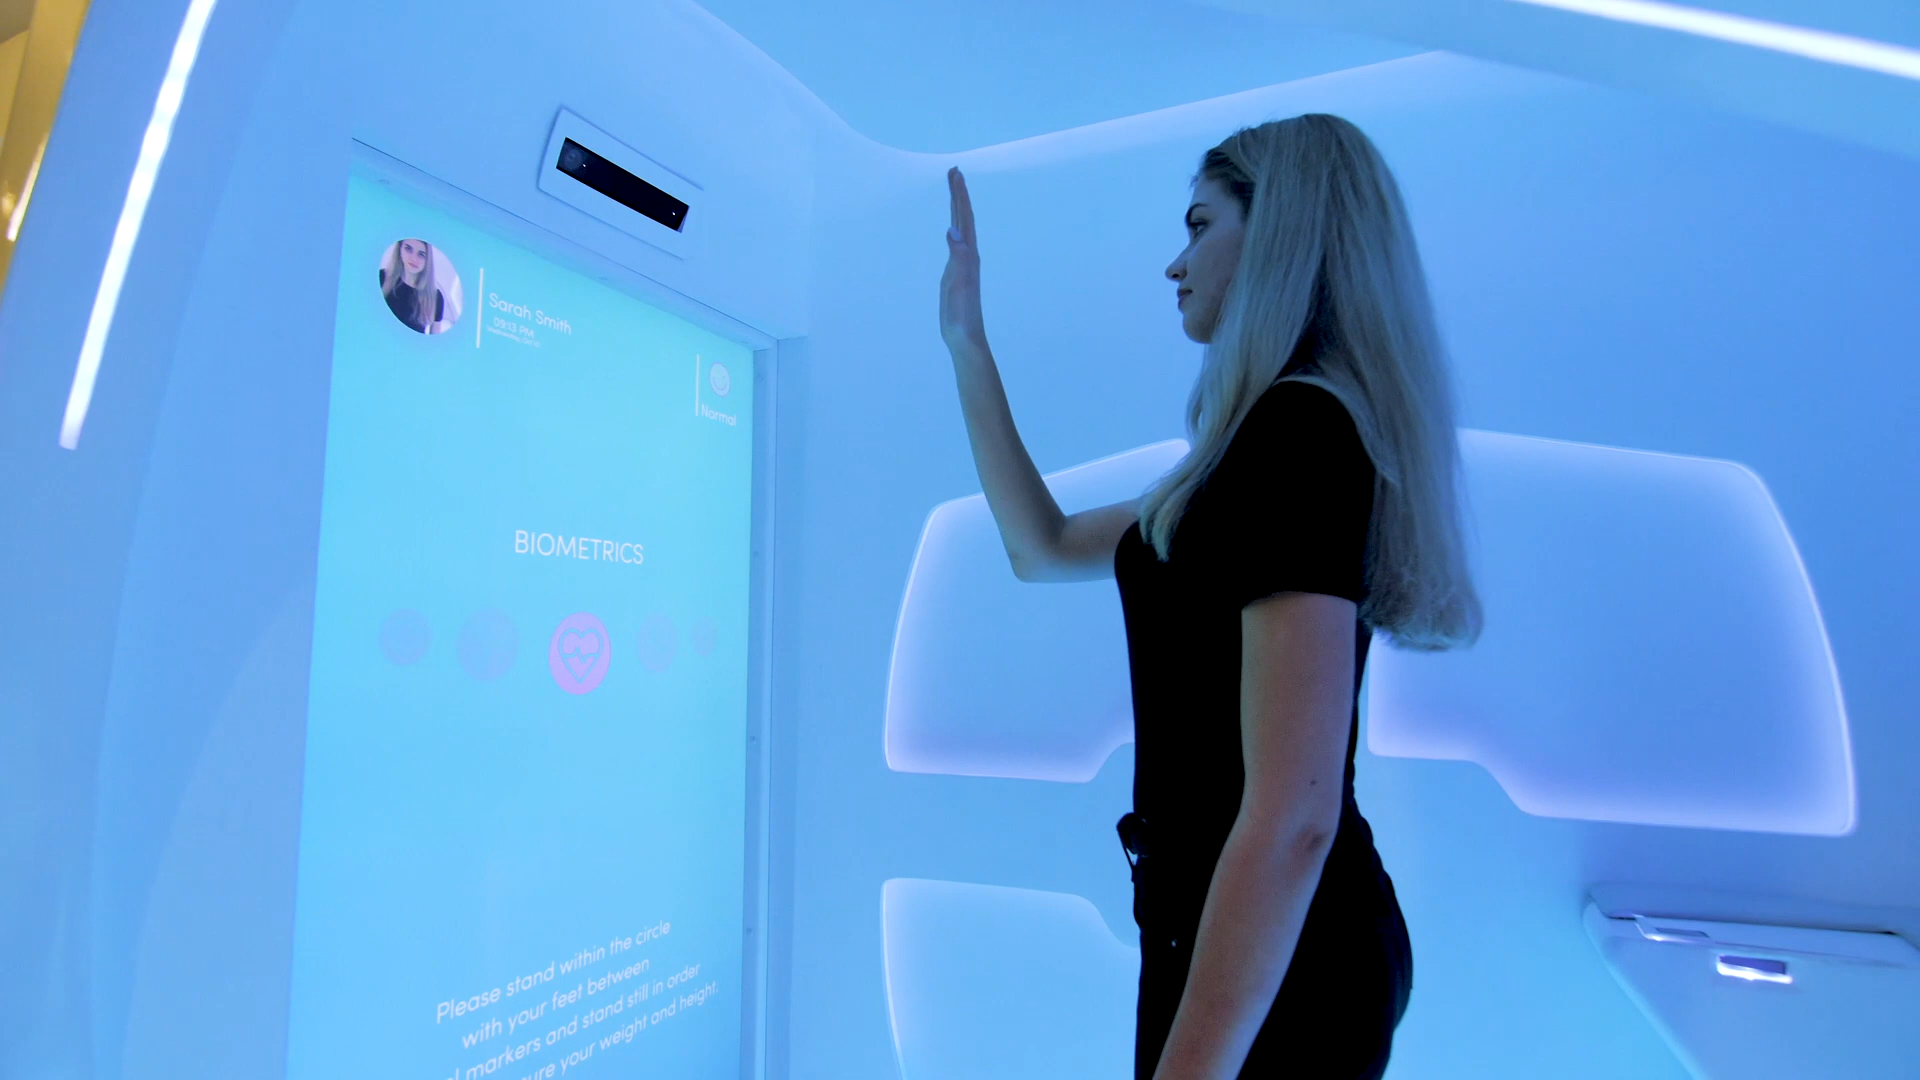 Sarah Smith
09:13 PM
Normal
BIOMETRICS
Please stand within the circle
with your feet between
markers and stand still in order
your weight and height.